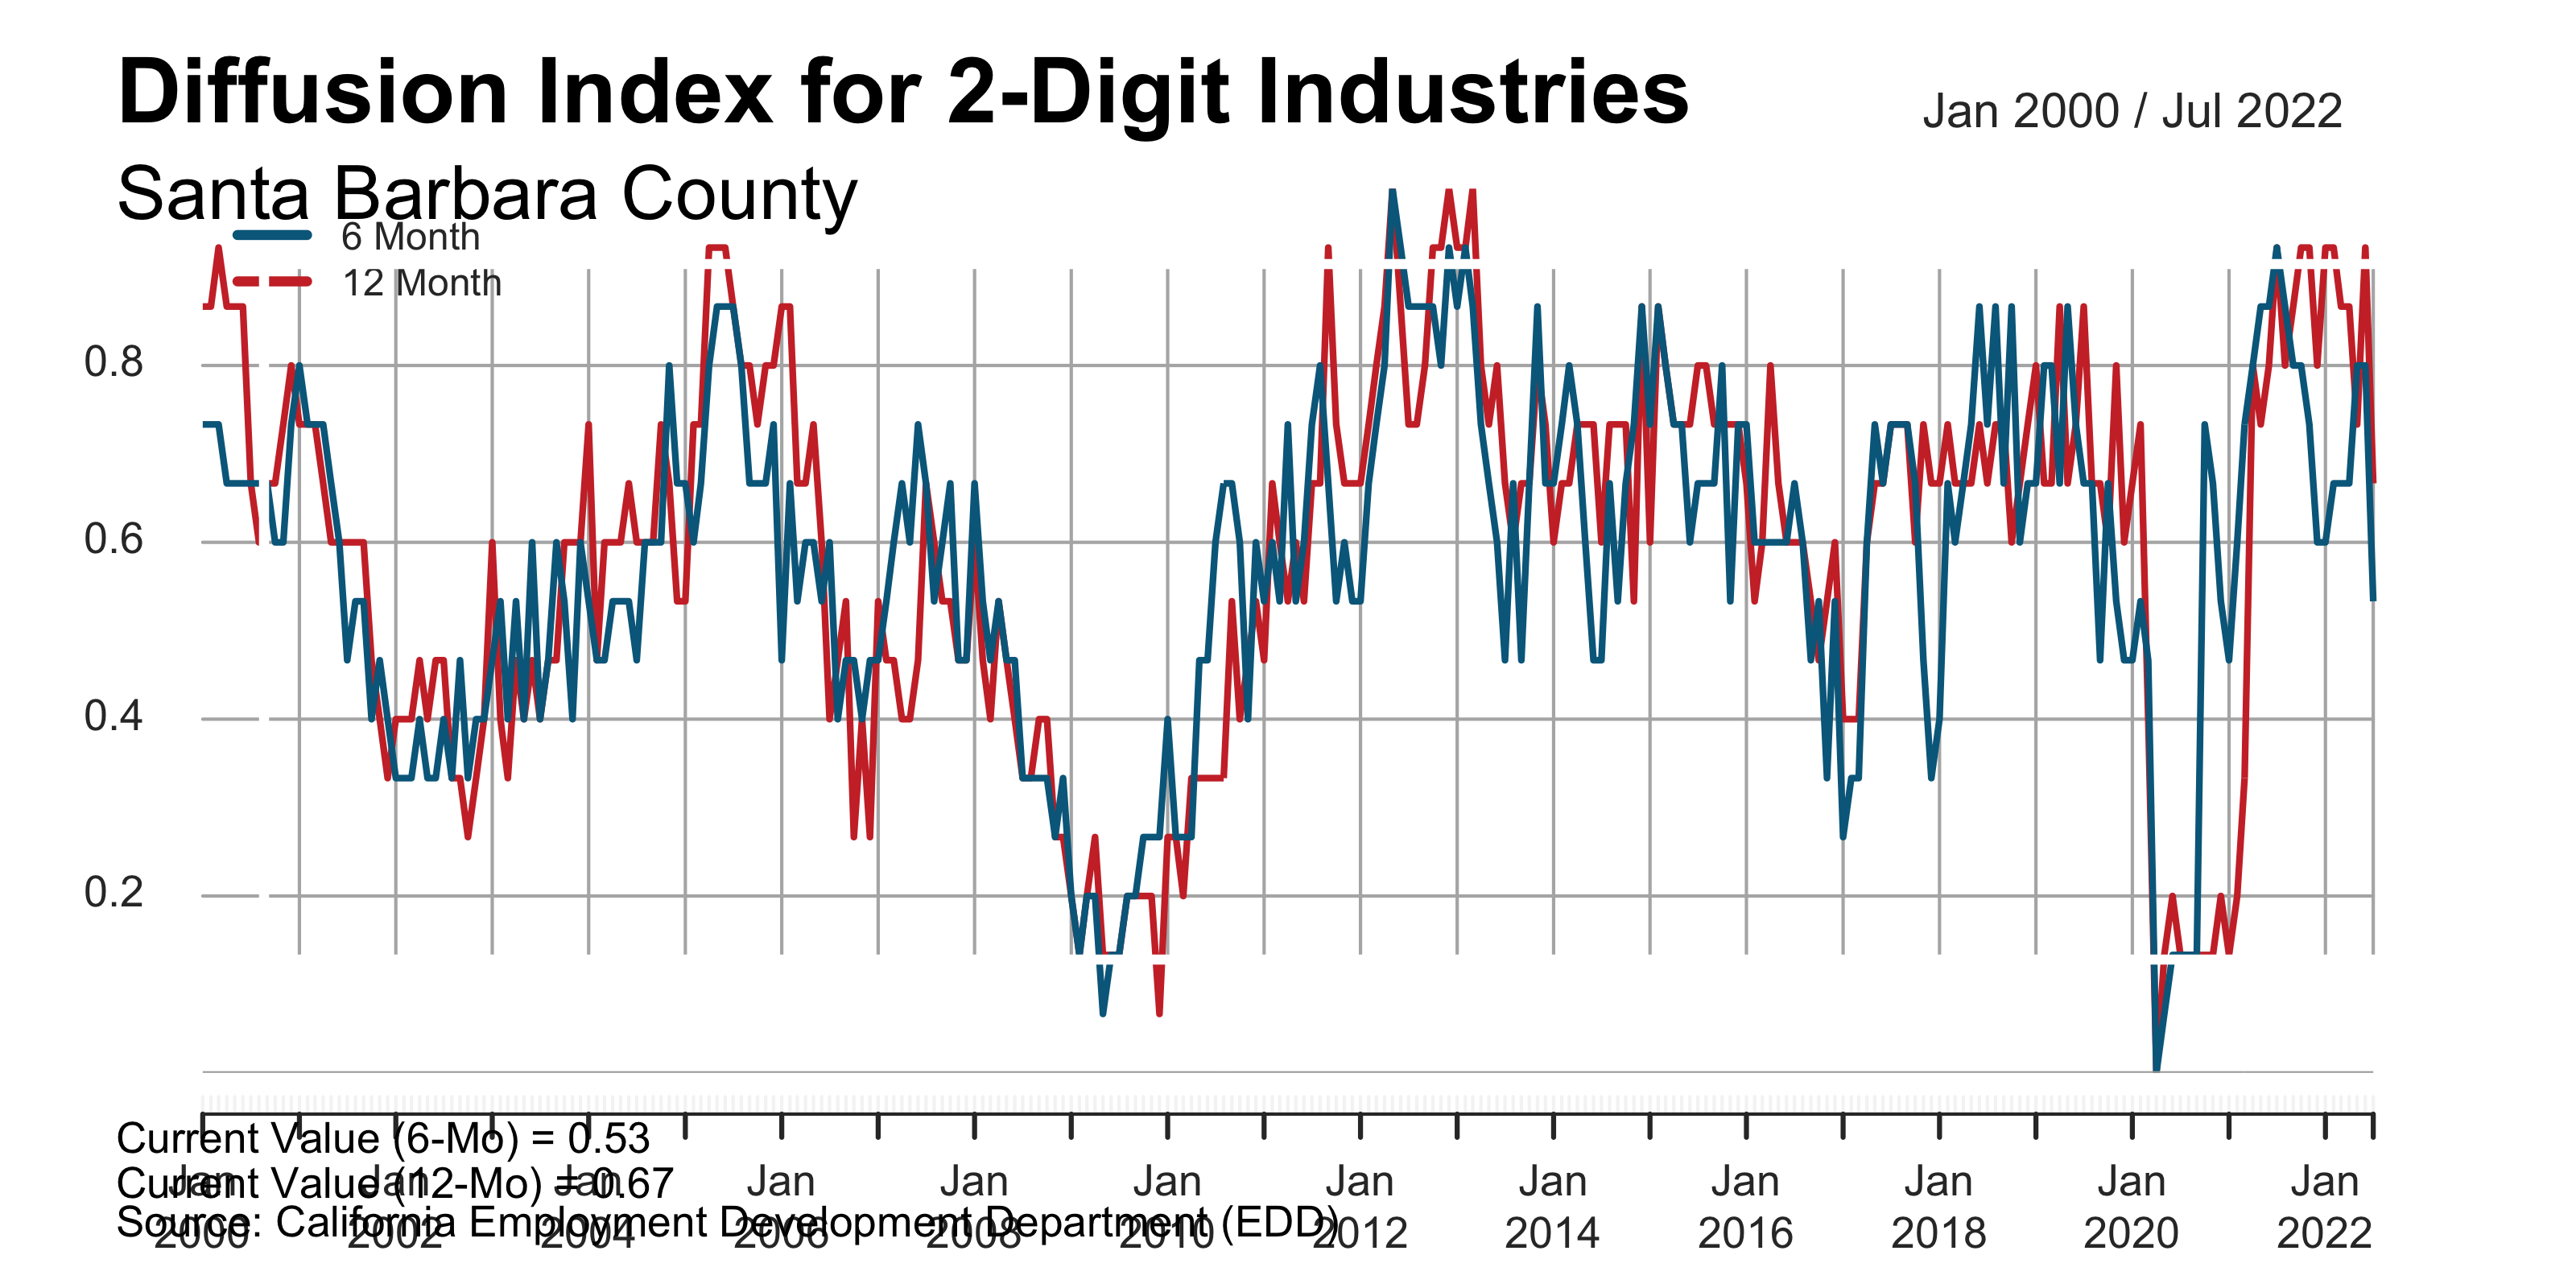 Diffusion Index for 2-Digit Industries
Jan 2000 / Jul 2022
Santa Barbara County
6 Month
12 Month
0.8
0.6
0.4
0.2
Current Value (6-Mo) = 0.53
Current Value (12-Mo) = 0.67
Source: California Employment Development Department (EDD)
Jan Jan Jan Jan Jan Jan Jan Jan Jan Jan Jan Jan
2000 2002 2004 2006 2008 2010 2012 2014 2016 2018 2020 2022